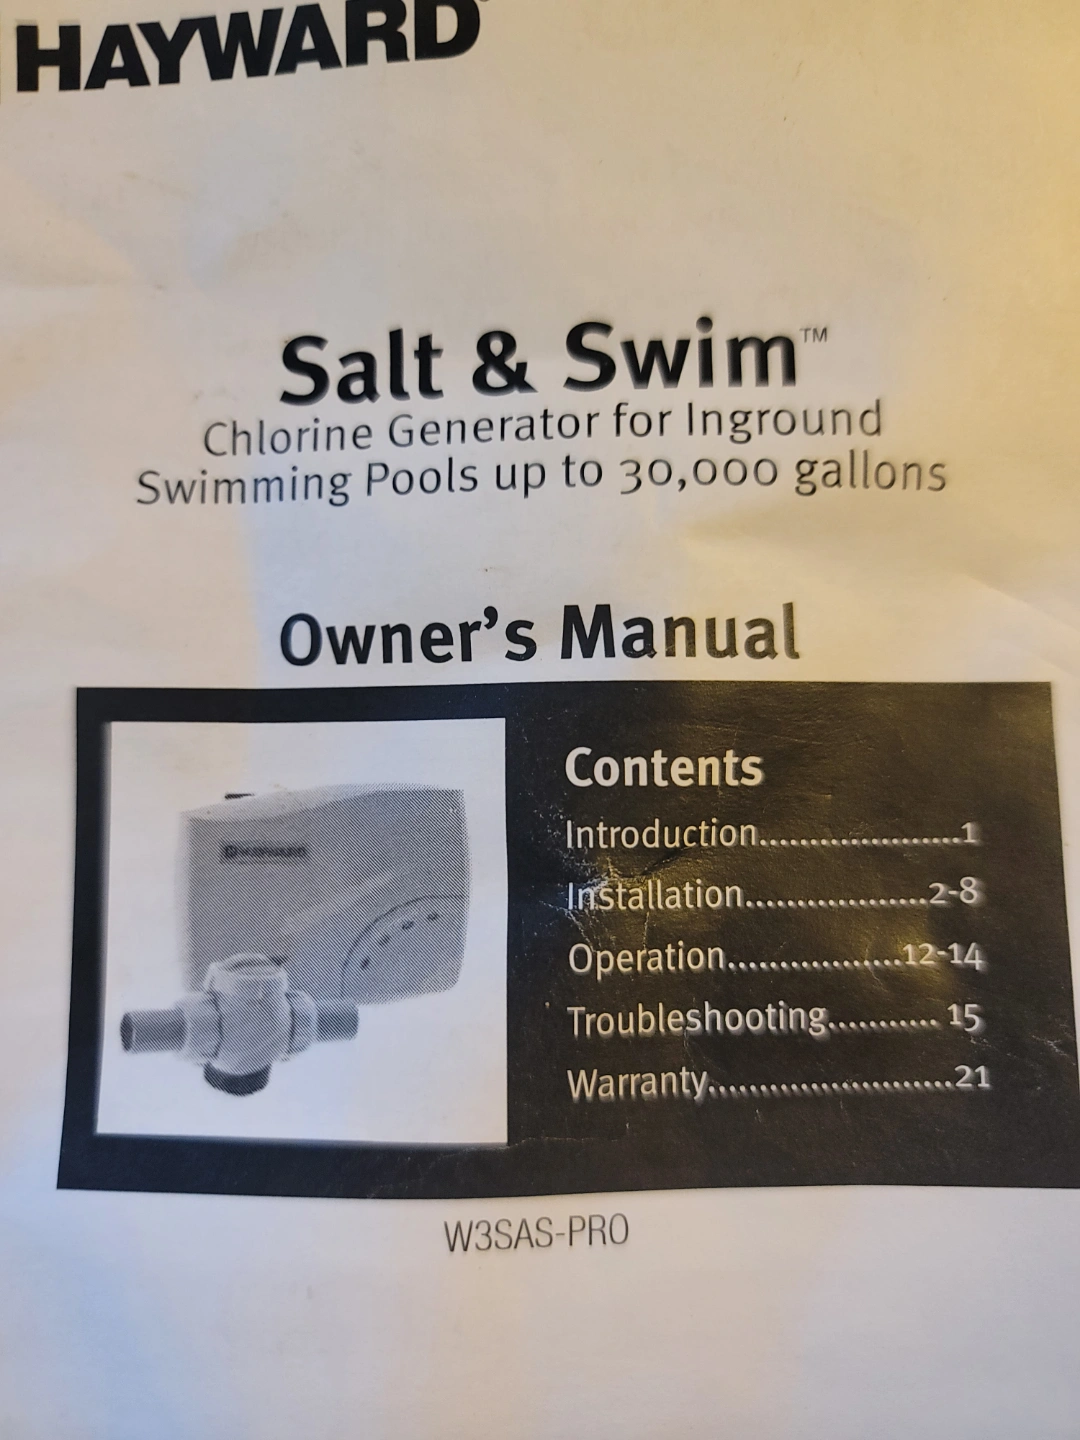 HAYWARD
Salt & Swim™
Chlorine Generator for Inground
Swimming Pools up to 30,000 gallons
Owner's Manual
HAYWARD
Contents
Introduction....................1
Installation..................2-8
Operation.................12-14
Troubleshooting........... 15
Warranty........................21
W3SAS-PRO